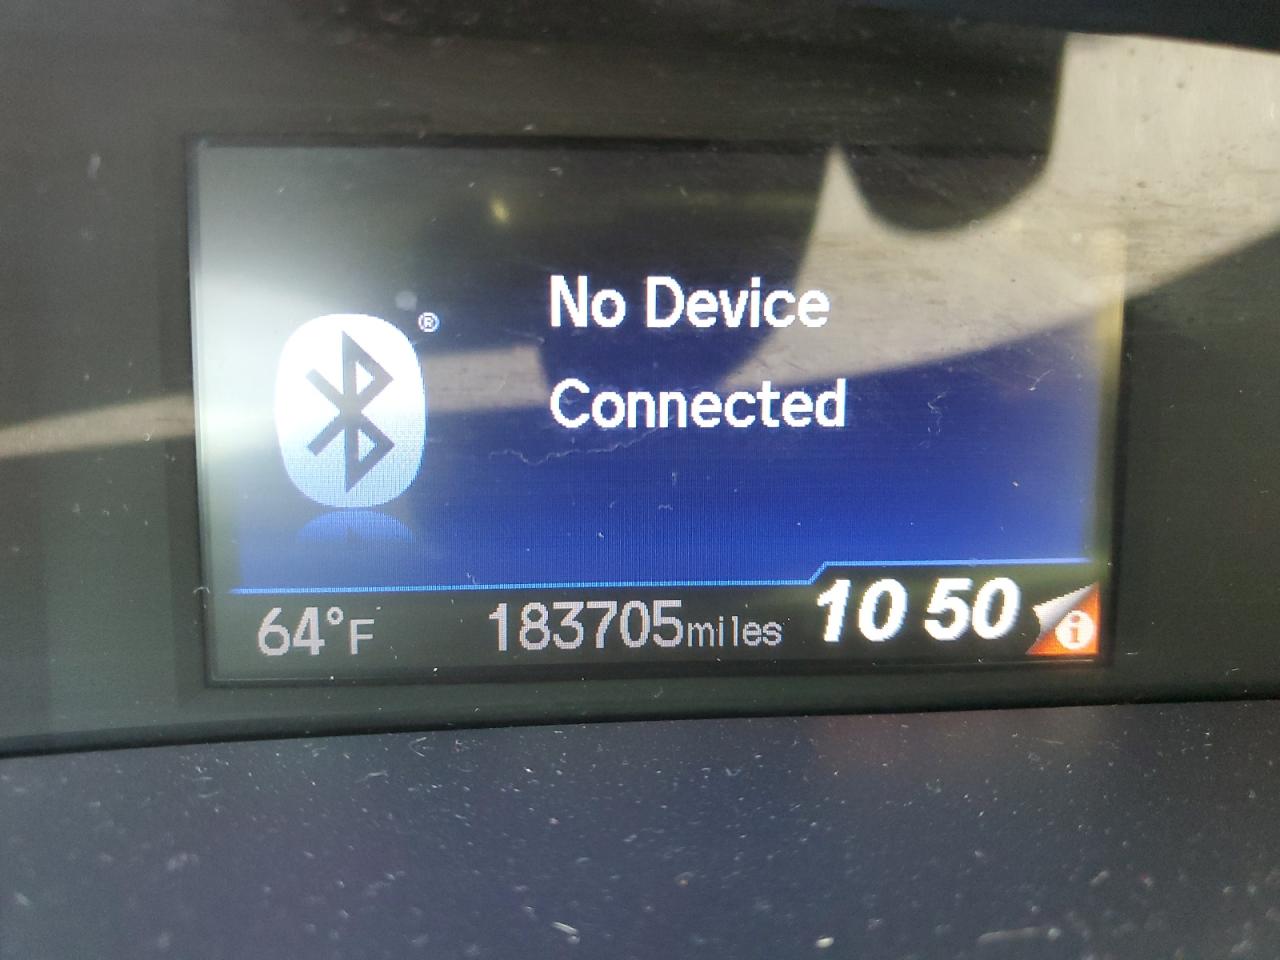 ®
No Device
Connected
64°F 183705miles 10 50 i